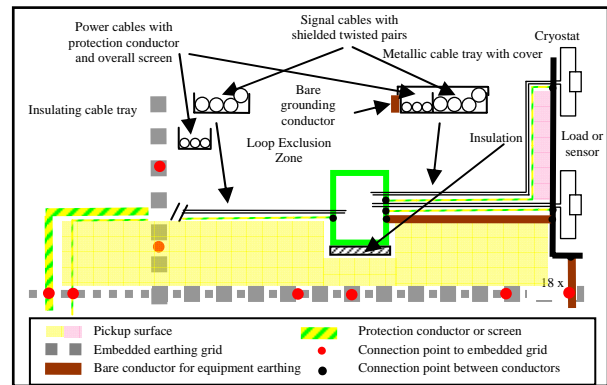 Power cables with
protection conductor
and overall screen
Signal cables with
shielded twisted pairs
Metallic cable tray with cover
Cryostat
Insulating cable tray
Bare
grounding
conductor
Loop Exclusion
Zone
Insulation
Load or
sensor
18 x
Pickup surface
Protection conductor or screen
Embedded earthing grid
Connection point to embedded grid
Bare conductor for equipment earthing
Connection point between conductors